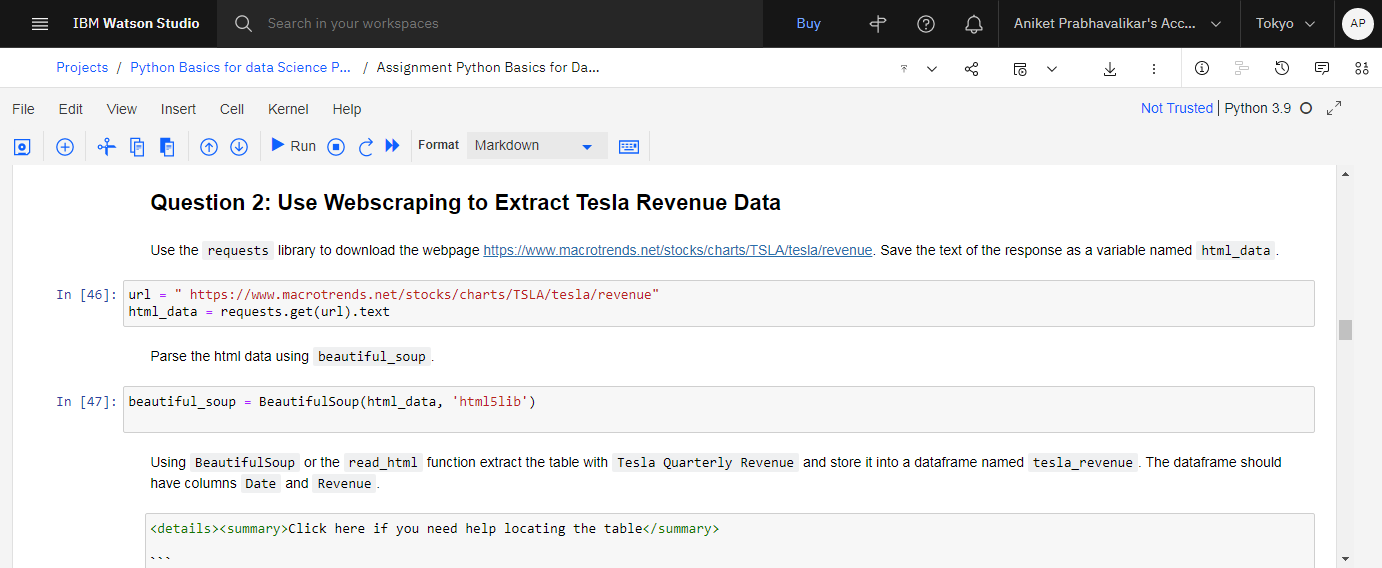 IBM Watson Studio
Search in your workspaces
Buy
Aniket Prabhavalikar's Acc...
Tokyo
AP
Projects / Python Basics for data Science P... / Assignment Python Basics for Da...
File Edit View Insert Cell Kernel Help
Not Trusted | Python 3.9
Run
Format
Markdown
Question 2: Use Webscraping to Extract Tesla Revenue Data
Use the requests library to download the webpage https://www.macrotrends.net/stocks/charts/TSLA/tesla/revenue. Save the text of the response as a variable named html_data .
In [46]: url = " https://www.macrotrends.net/stocks/charts/TSLA/tesla/revenue"
html_data = requests.get(url).text
Parse the html data using beautiful_soup .
In [47]: beautiful_soup = BeautifulSoup(html_data, 'html5lib')
Using BeautifulSoup or the read_html function extract the table with Tesla Quarterly Revenue and store it into a dataframe named tesla_revenue . The dataframe should
have columns Date and Revenue .
<details><summary>Click here if you need help locating the table</summary>
```